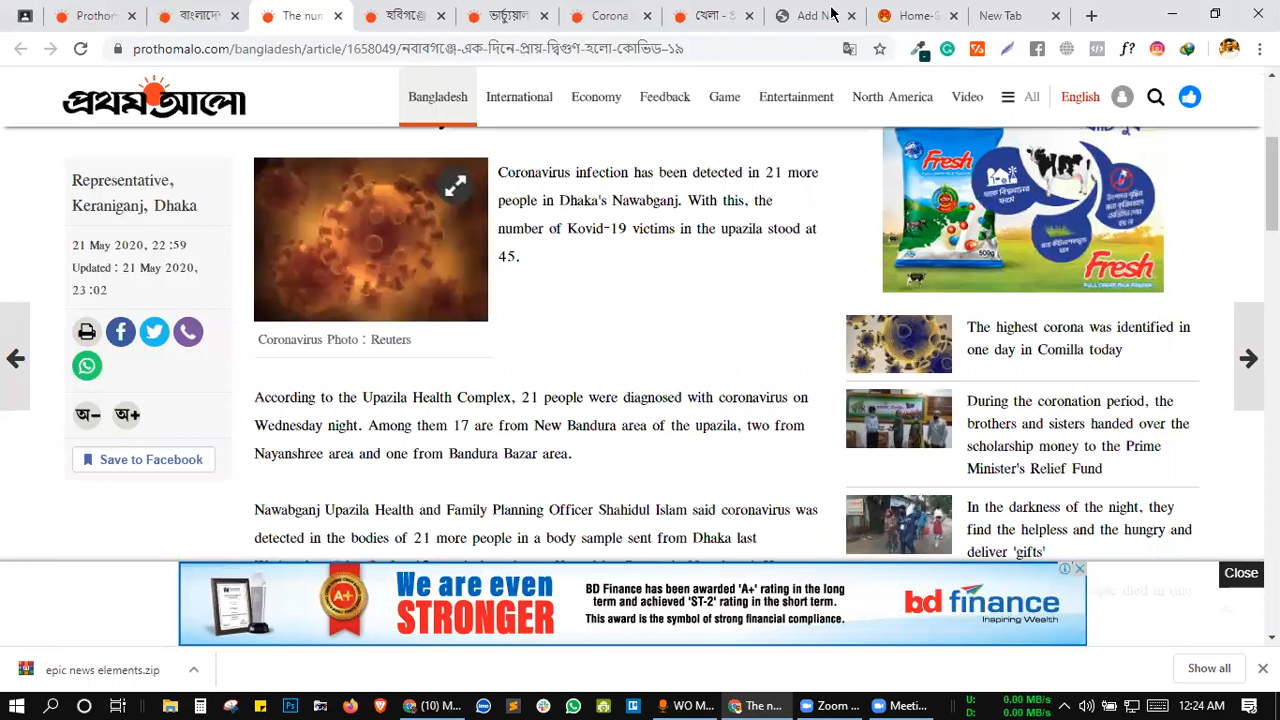 Protho
বাংলাদে
The nun
হবিগঞ্জে
ভার্চ্যুয়াল
Corona
খেলা -
Add N
Home-S
New Tab
prothomalo.com/bangladesh/article/1658049/নবাবগঞ্জে-এক-দিনে-প্রায়-দ্বিগুণ-হলো-কোভিড–১৯
প্রথম আলো
Bangladesh
International
Economy
Feedback
Game
Entertainment
North America
Video
All
English
Representative,
Keraniganj, Dhaka
21 May 2020, 22:59
Updated : 21 May 2020,
23:02
অ-
অ+
Save to Facebook
Coronavirus Photo : Reuters
Coronavirus infection has been detected in 21 more
people in Dhaka's Nawabganj. With this, the
number of Kovid-19 victims in the upazila stood at
45.
According to the Upazila Health Complex, 21 people were diagnosed with coronavirus on
Wednesday night. Among them 17 are from New Bandura area of the upazila, two from
Nayanshree area and one from Bandura Bazar area.
Nawabganj Upazila Health and Family Planning Officer Shahidul Islam said coronavirus was
detected in the bodies of 21 more people in a body sample sent from Dhaka last
Fresh
500g
Fresh
FULL CREAM MILK POWDER
The highest corona was identified in
one day in Comilla today
During the coronation period, the
brothers and sisters handed over the
scholarship money to the Prime
Minister's Relief Fund
In the darkness of the night, they
find the helpless and the hungry and
deliver 'gifts'
Close
A+
We are even
STRONGER
BD Finance has been awarded 'A+' rating in the long
term and achieved 'ST-2' rating in the short term.
This award is the symbol of strong financial compliance.
bd finance
Inspiring Wealth
epic news elements.zip
Show all
(10) M...
WO M...
The n...
Zoom ...
Meeti...
U: 0.00 MB/s
D: 0.00 MB/s
12:24 AM